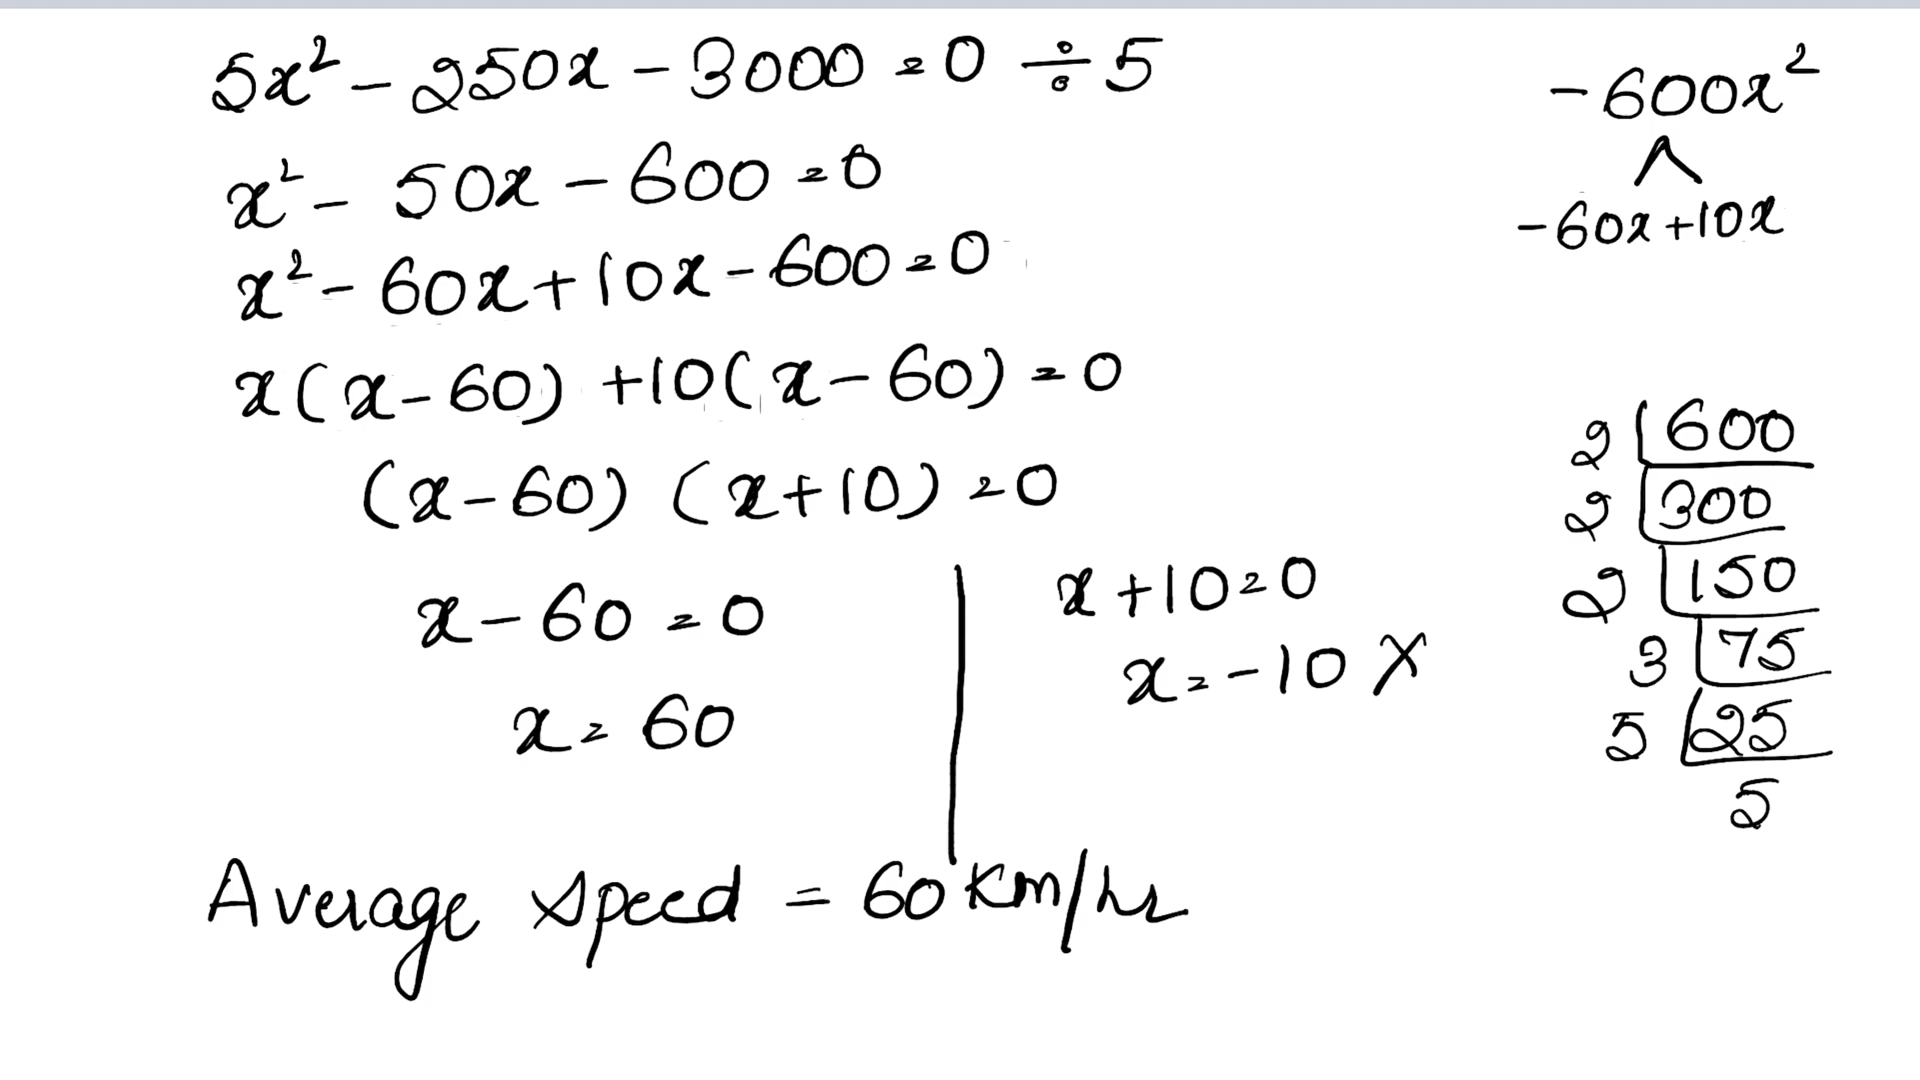 5x² - 250x - 3000 = 0 ÷ 5
x² - 50x - 600 = 0
x² - 60x + 10x - 600 = 0
x(x - 60) + 10(x - 60) = 0
(x - 60) (x + 10) = 0
x - 60 = 0
x = 60
x + 10 = 0
x = -10 X
Average speed = 60 km/hr
-600x²
∧
-60x + 10x
2 | 600
2 | 300
2 | 150
3 | 75
5 | 25
5